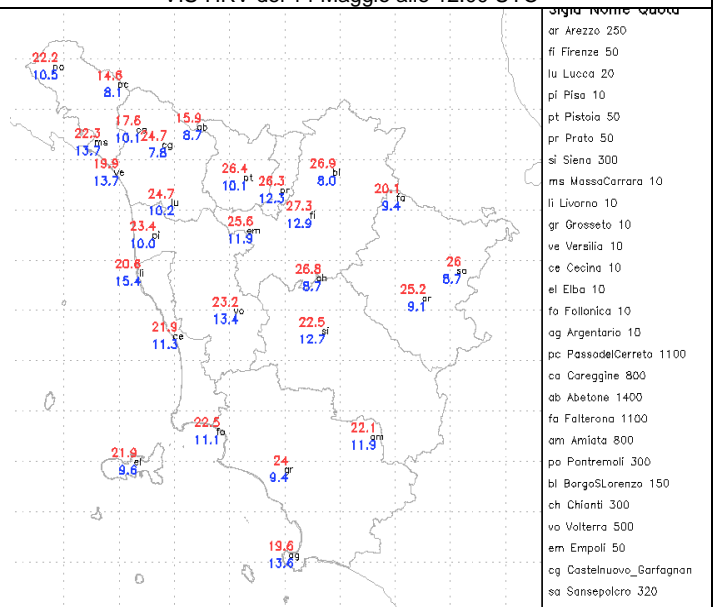 VIS HRV del 14 Maggio alle 12.00 UTC
Sigla Nome Quota
ar Arezzo 250
fi Firenze 50
lu Lucca 20
pi Pisa 10
pt Pistoia 50
pr Prato 50
si Siena 300
ms MassaCarrara 10
li Livorno 10
gr Grosseto 10
ve Versilia 10
ce Cecina 10
el Elba 10
fo Follonica 10
ag Argentario 10
pc PassodelCerreto 1100
ca Careggine 800
ab Abetone 1400
fa Falterona 1100
am Amiata 800
po Pontremoli 300
bl BorgoSLorenzo 150
ch Chianti 300
vo Volterra 500
em Empoli 50
cg Castelnuovo_Garfagnan
sa Sansepolcro 320
22.2
po
10.5
14.6
pc
8.1
17.6
ca
10.1
15.9
ab
8.7
24.7
cg
7.8
22.3
ms
13.7
19.9
ve
13.7
26.4
pt
10.1
26.3
pr
12.3
26.9
bl
8.0
20.1
fa
9.4
24.7
lu
10.2
27.3
fi
12.9
25.6
em
11.9
23.4
pi
10.0
20.6
li
15.4
26.8
ch
8.7
26
sa
8.7
25.2
ar
9.1
23.2
vo
13.4
22.5
si
12.7
21.9
ce
11.3
22.5
fo
11.1
22.1
am
11.9
21.9
el
9.6
24
gr
9.4
19.6
ag
13.6